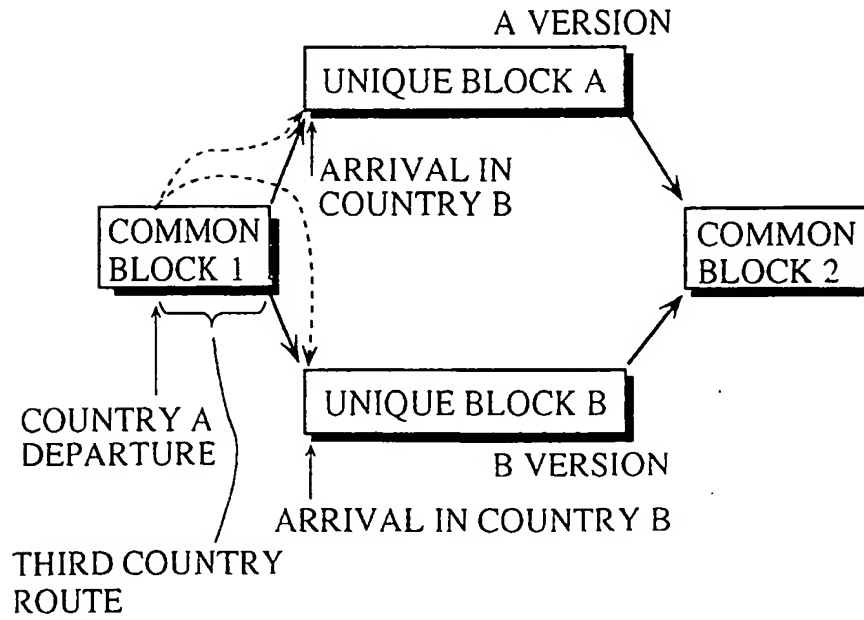 A VERSION
UNIQUE BLOCK A
ARRIVAL IN
COUNTRY B
COMMON
BLOCK 1
COMMON
BLOCK 2
UNIQUE BLOCK B
COUNTRY A
DEPARTURE
B VERSION
ARRIVAL IN COUNTRY B
THIRD COUNTRY
ROUTE